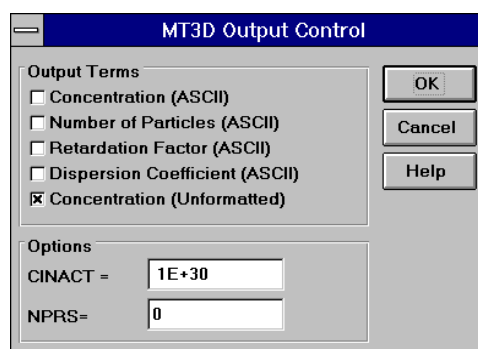 MT3D Output Control
Output Terms
Concentration (ASCII)
Number of Particles (ASCII)
Retardation Factor (ASCII)
Dispersion Coefficient (ASCII)
Concentration (Unformatted)
OK
Cancel
Help
Options
CINACT = 1E+30
NPRS= 0